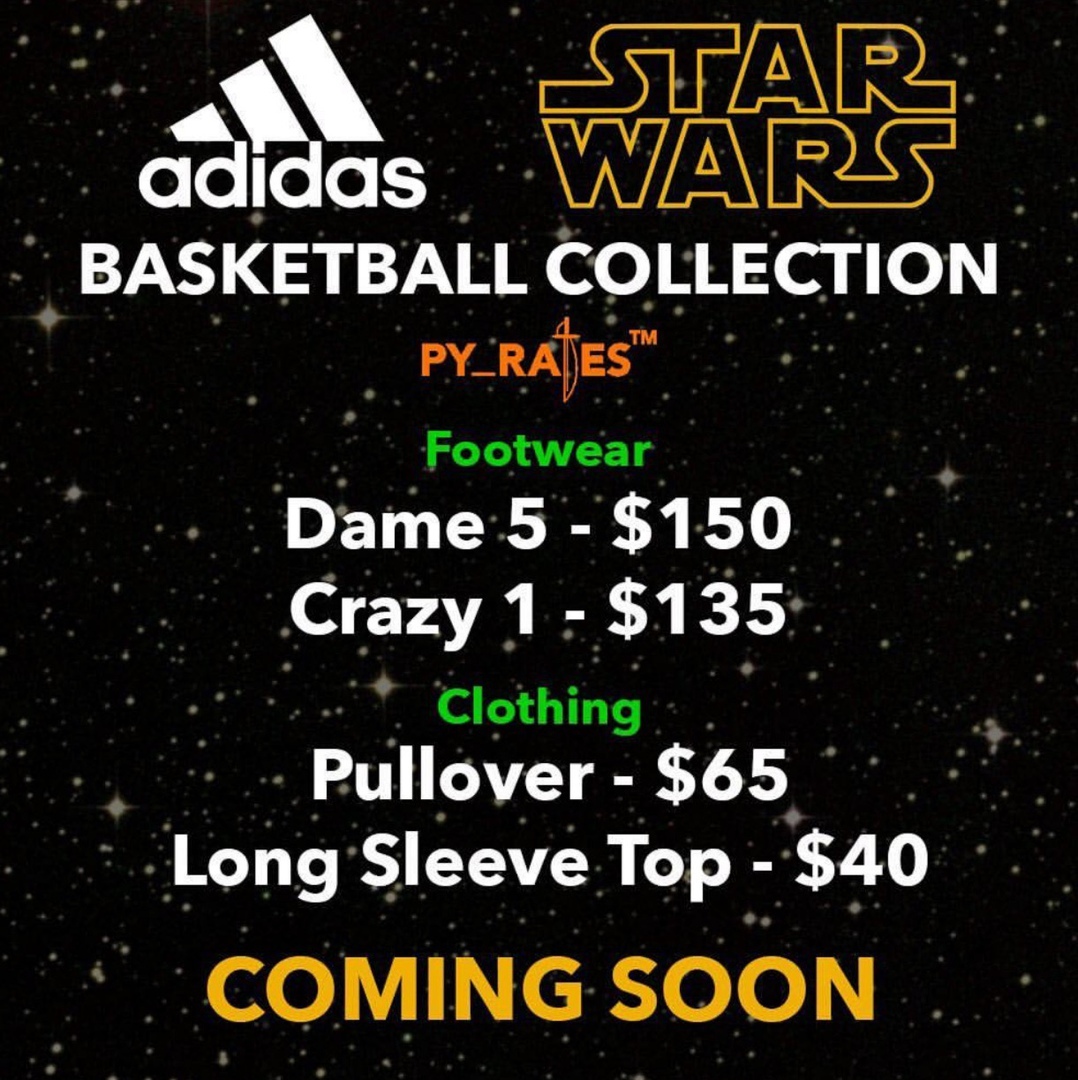 adidas
STAR
WARS
BASKETBALL COLLECTION
PY_RATES™
Footwear
Dame 5 - $150
Crazy 1 - $135
Clothing
Pullover - $65
Long Sleeve Top - $40
COMING SOON